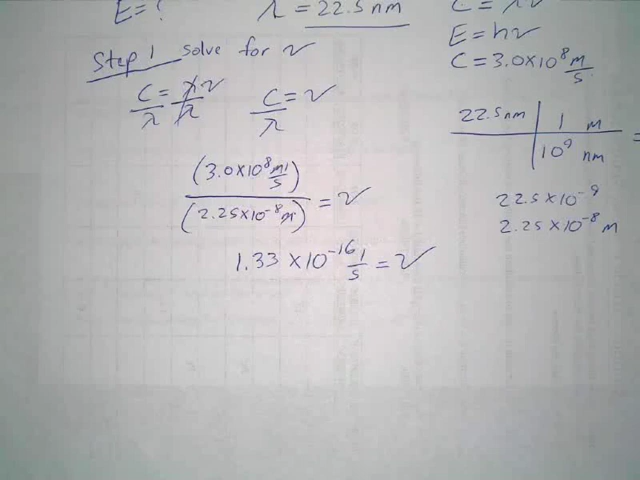 E = ?
λ = 22.5 nm
C = λν
E = hν
C = 3.0×10⁸ m/s
Step 1 solve for ν
C/λ = λν/λ
C/λ = ν
22.5 nm | 1 m
| 10⁹ nm =
(3.0×10⁸ m 1/s)
(2.25×10⁻⁸ m) = ν
22.5×10⁻⁹
2.25×10⁻⁸ m
1.33 ×10⁻¹⁶ 1/s = ν